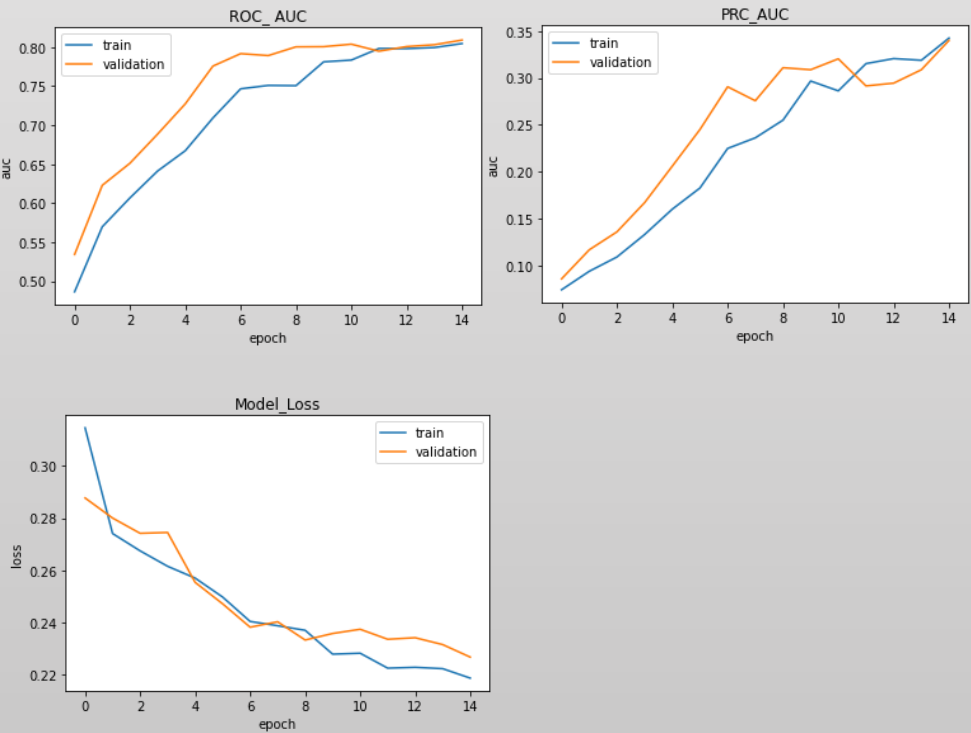 ROC_ AUC
train
validation
0.80
0.75
0.70
0.65
0.60
0.55
0.50
auc
0 2 4 6 8 10 12 14
epoch
PRC_AUC
train
validation
0.35
0.30
0.25
0.20
0.15
0.10
auc
0 2 4 6 8 10 12 14
epoch
Model_Loss
train
validation
0.30
0.28
0.26
0.24
0.22
loss
0 2 4 6 8 10 12 14
epoch